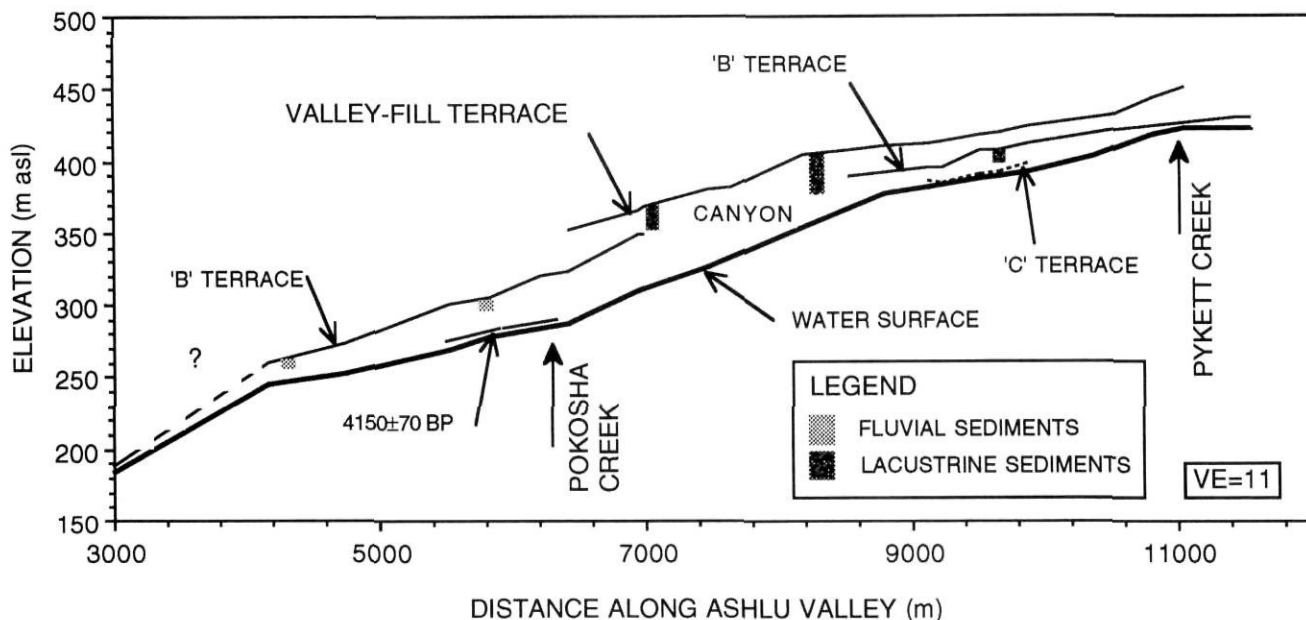 500
450
400
350
300
250
200
150
ELEVATION (m asl)
'B' TERRACE
VALLEY-FILL TERRACE
CANYON
'C' TERRACE
'B' TERRACE
?
WATER SURFACE
4150±70 BP
POKOSHA
CREEK
PYKETT CREEK
LEGEND
FLUVIAL SEDIMENTS
LACUSTRINE SEDIMENTS
VE=11
3000
5000
7000
9000
11000
DISTANCE ALONG ASHLU VALLEY (m)